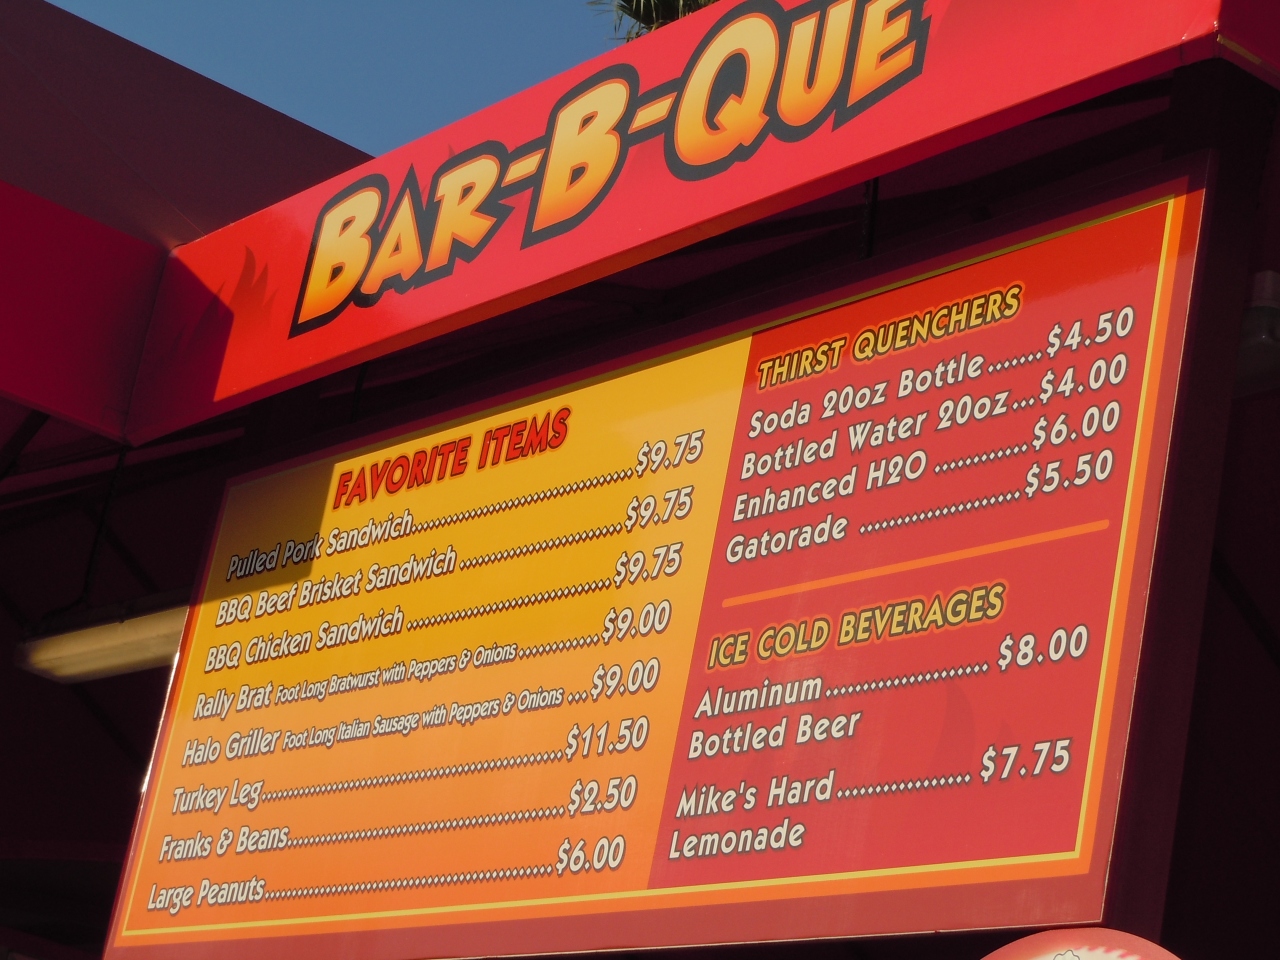 BAR-B-QUE
FAVORITE ITEMS
Pulled Pork Sandwich $9.75
BBQ Beef Brisket Sandwich $9.75
BBQ Chicken Sandwich $9.75
Rally Brat Foot Long Bratwurst with Peppers & Onions $9.00
Halo Griller Foot Long Italian Sausage with Peppers & Onions $9.00
Turkey Leg $11.50
Franks & Beans $2.50
Large Peanuts $6.00
THIRST QUENCHERS
Soda 20oz Bottle $4.50
Bottled Water 20oz $4.00
Enhanced H2O $6.00
Gatorade $5.50
ICE COLD BEVERAGES
Aluminum $8.00
Bottled Beer
Mike's Hard $7.75
Lemonade